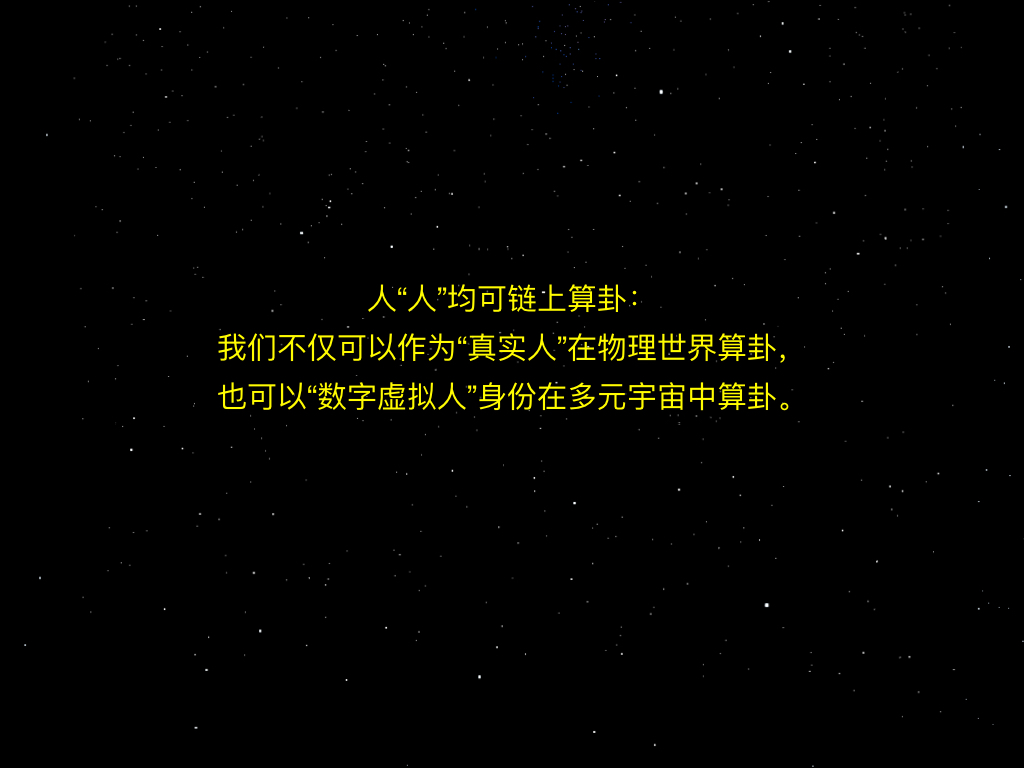 人“人”均可链上算卦：
我们不仅可以作为“真实人”在物理世界算卦，
也可以“数字虚拟人”身份在多元宇宙中算卦。